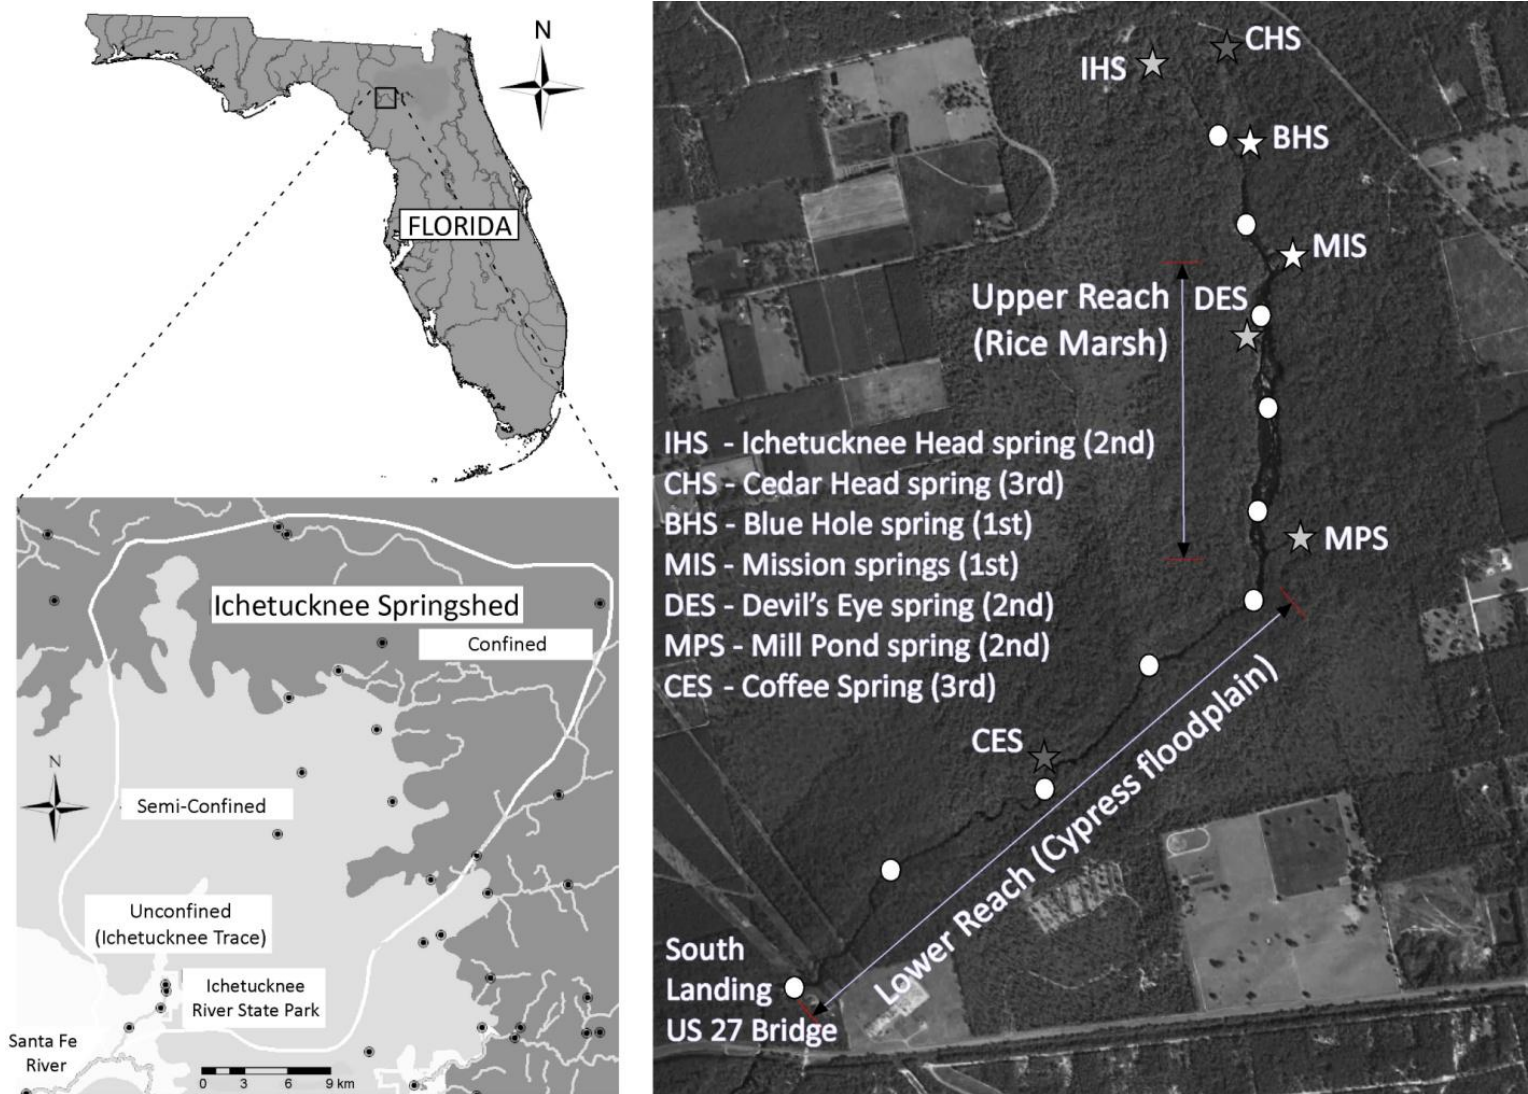 N
FLORIDA
Ichetucknee Springshed
Confined
N
Semi-Confined
Unconfined
(Ichetucknee Trace)
Ichetucknee
River State Park
Santa Fe
River
0 3 6 9 km
CHS
IHS
BHS
MIS
Upper Reach
(Rice Marsh)
DES
IHS - Ichetucknee Head spring (2nd)
CHS - Cedar Head spring (3rd)
BHS - Blue Hole spring (1st)
MIS - Mission springs (1st)
DES - Devil's Eye spring (2nd)
MPS - Mill Pond spring (2nd)
CES - Coffee Spring (3rd)
MPS
CES
Lower Reach (Cypress floodplain)
South
Landing
US 27 Bridge